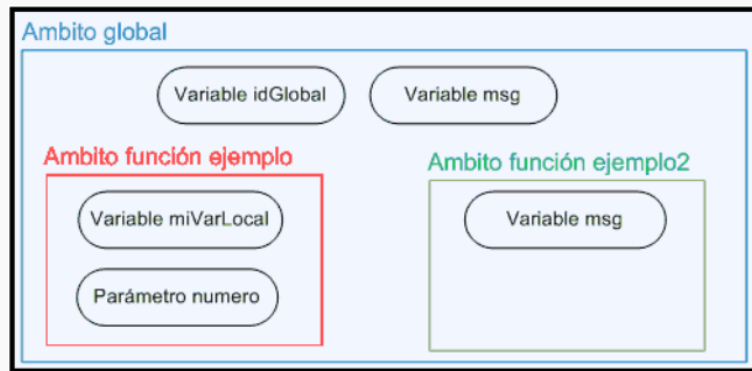 Ambito global
Variable idGlobal
Variable msg
Ambito función ejemplo
Ambito función ejemplo2
Variable miVarLocal
Variable msg
Parámetro numero